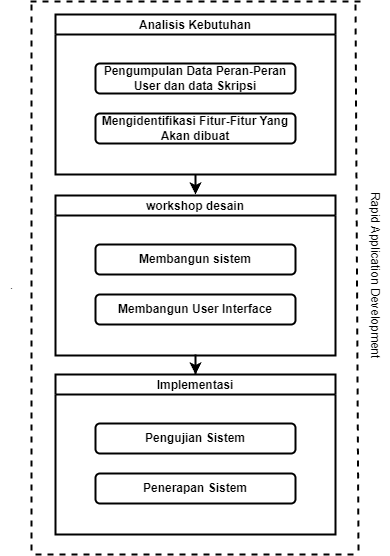 Analisis Kebutuhan
Pengumpulan Data Peran-Peran
User dan data Skripsi
Mengidentifikasi Fitur-Fitur Yang
Akan dibuat
workshop desain
Membangun sistem
Membangun User Interface
Implementasi
Pengujian Sistem
Penerapan Sistem
Rapid Application Development